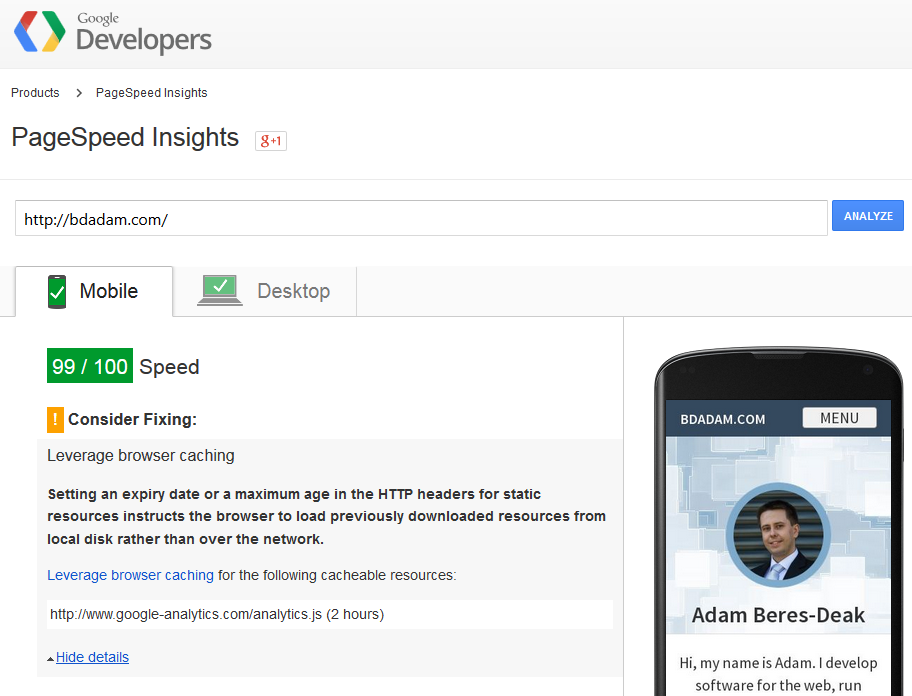 Google
Developers
Products > PageSpeed Insights
PageSpeed Insights
g+1
http://bdadam.com/
ANALYZE
Mobile
Desktop
99 / 100 Speed
! Consider Fixing:
Leverage browser caching
Setting an expiry date or a maximum age in the HTTP headers for static
resources instructs the browser to load previously downloaded resources from
local disk rather than over the network.
Leverage browser caching for the following cacheable resources:
http://www.google-analytics.com/analytics.js (2 hours)
Hide details
BDADAM.COM
MENU
Adam Beres-Deak
Hi, my name is Adam. I develop
software for the web, run